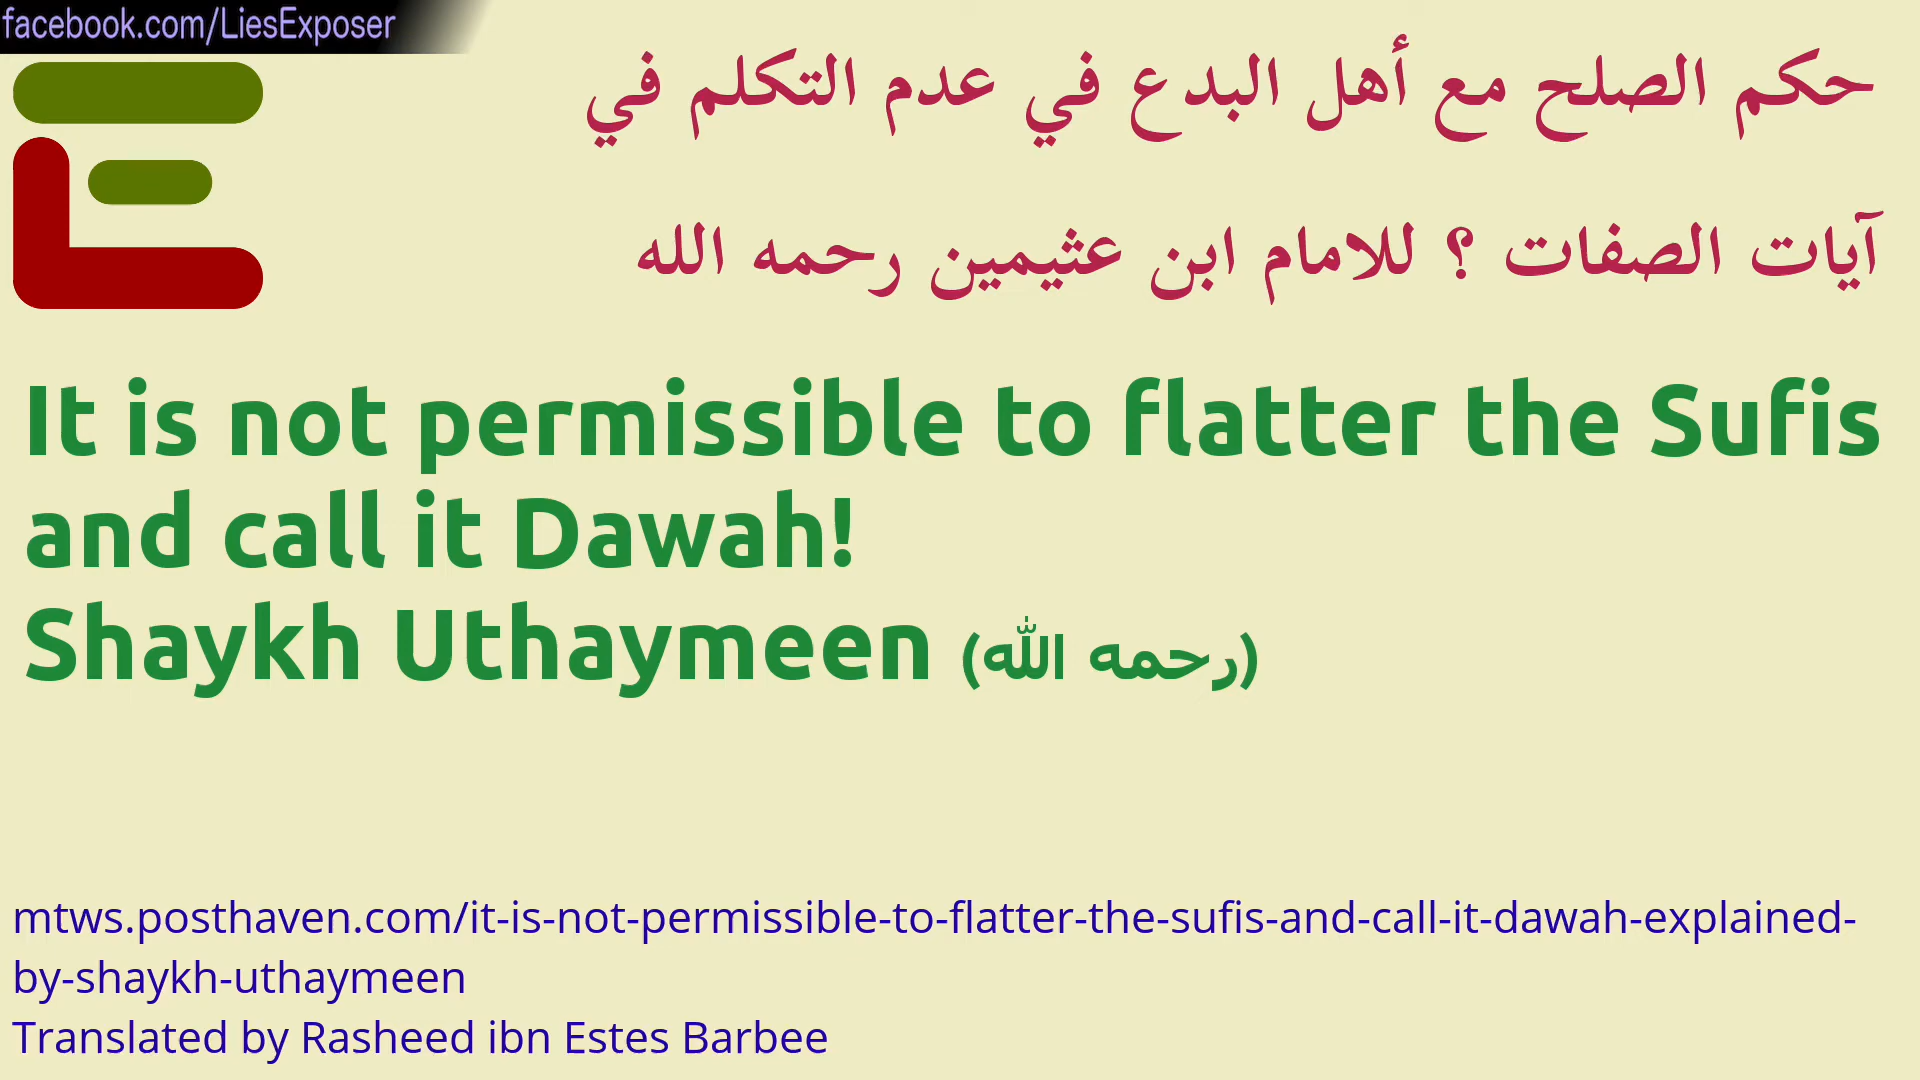 facebook.com/LiesExposer
حكم الصلح مع أهل البدع في عدم التكلم في
آيات الصفات ؟ للامام ابن عثيمين رحمه الله
It is not permissible to flatter the Sufis
and call it Dawah!
Shaykh Uthaymeen (رحمه الله)
mtws.posthaven.com/it-is-not-permissible-to-flatter-the-sufis-and-call-it-dawah-explained-
by-shaykh-uthaymeen
Translated by Rasheed ibn Estes Barbee